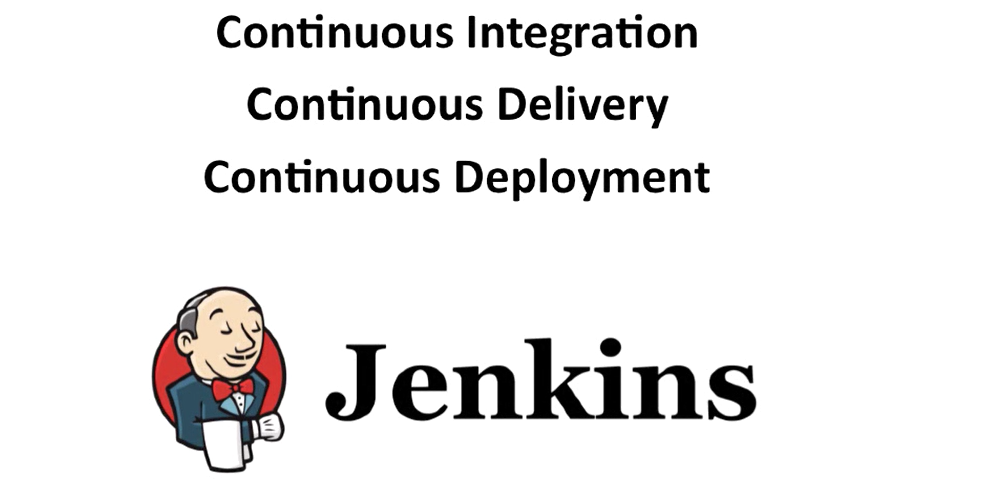 Continuous Integration
Continuous Delivery
Continuous Deployment
Jenkins